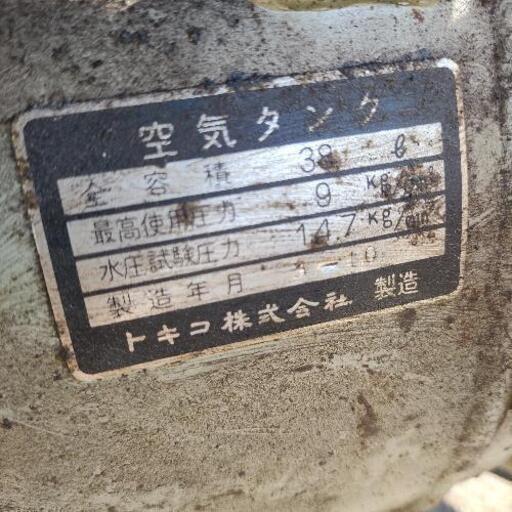 空気タンク
全容積 38 ℓ
最高使用圧力 9 kg/cm²
水圧試験圧力 14.7 kg/cm²
製造年月 3-10
トキコ株式会社 製造